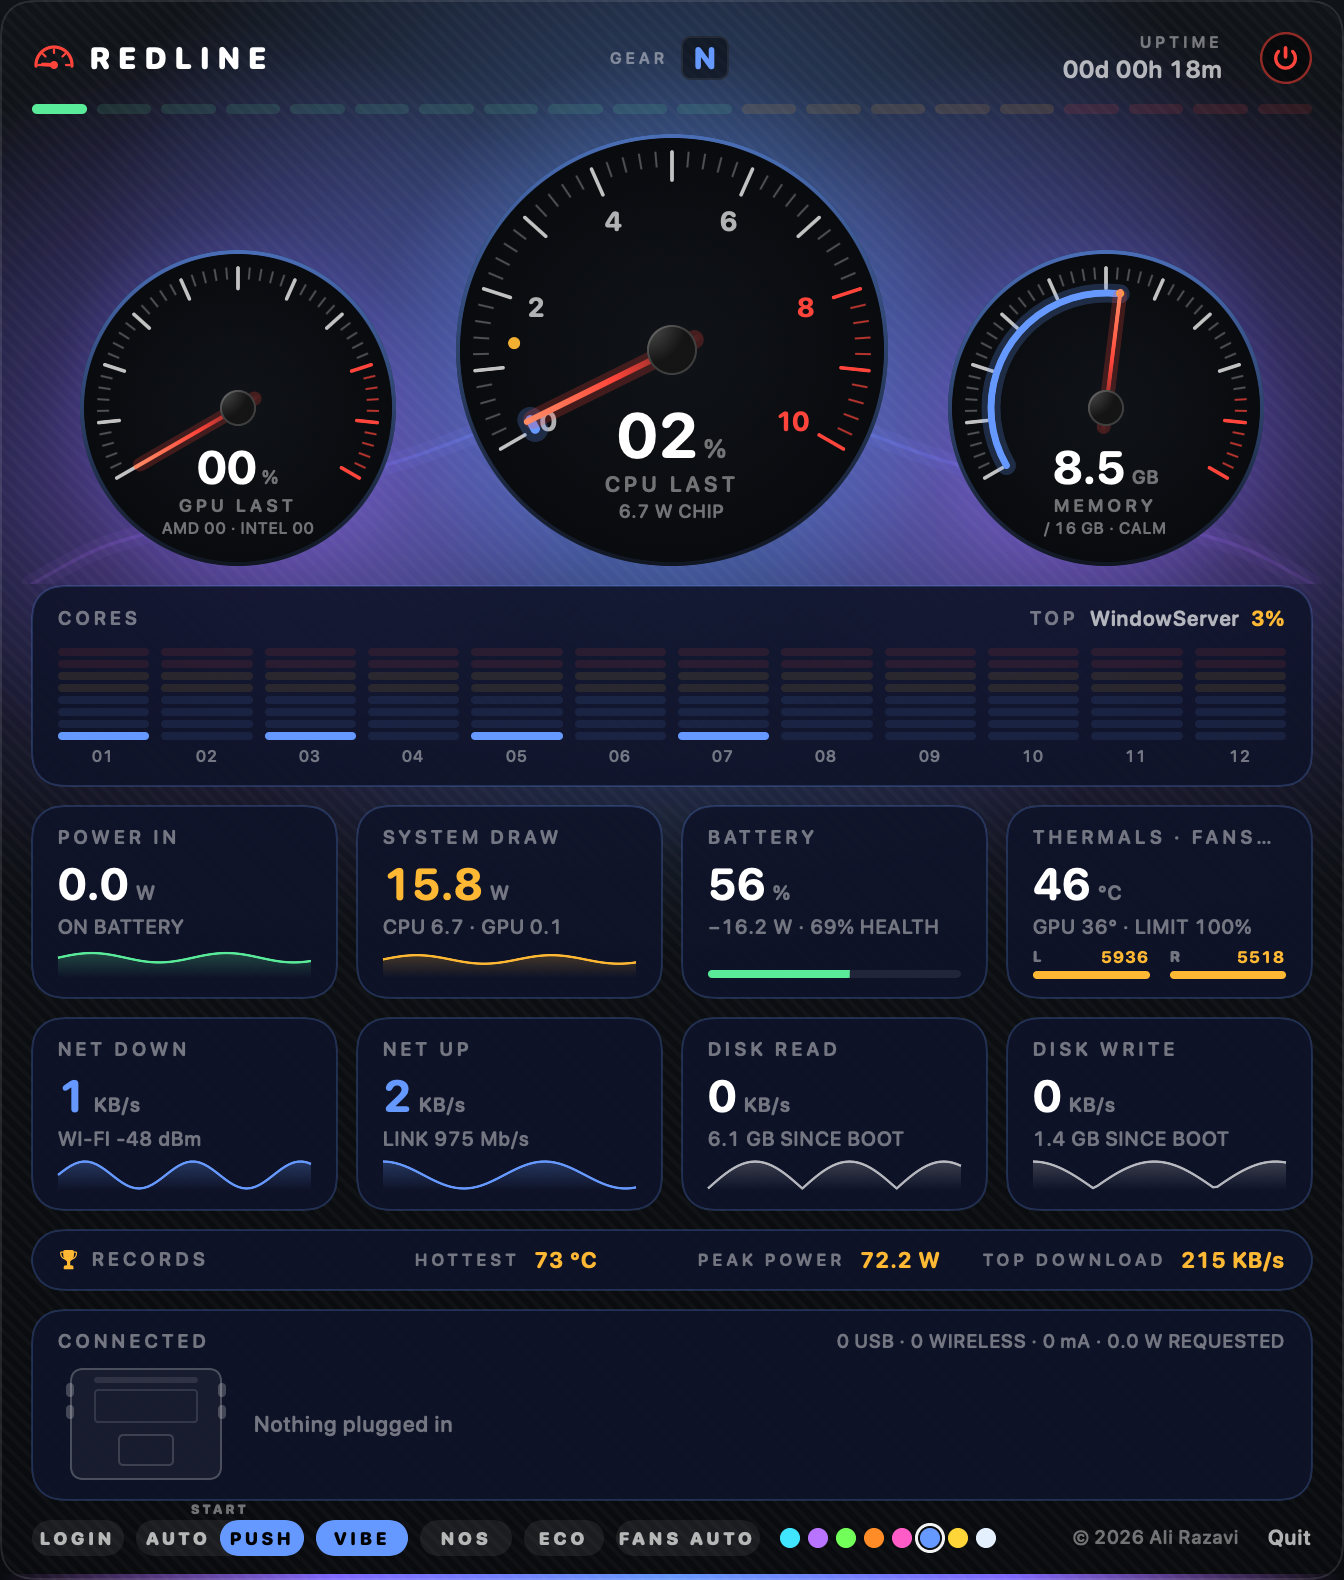 REDLINE
GEAR N
UPTIME
00d 00h 18m
4 6
2 8
0 10
02 %
CPU LAST
6.7 W CHIP
00 %
GPU LAST
AMD 00 · INTEL 00
8.5 GB
MEMORY
/ 16 GB · CALM
CORES TOP WindowServer 3%
01 02 03 04 05 06 07 08 09 10 11 12
POWER IN
0.0 W
ON BATTERY
SYSTEM DRAW
15.8 W
CPU 6.7 · GPU 0.1
BATTERY
56 %
−16.2 W · 69% HEALTH
THERMALS · FANS...
46 °C
GPU 36° · LIMIT 100%
L 5936 R 5518
NET DOWN
1 KB/s
WI-FI -48 dBm
NET UP
2 KB/s
LINK 975 Mb/s
DISK READ
0 KB/s
6.1 GB SINCE BOOT
DISK WRITE
0 KB/s
1.4 GB SINCE BOOT
RECORDS HOTTEST 73 °C PEAK POWER 72.2 W TOP DOWNLOAD 215 KB/s
CONNECTED 0 USB · 0 WIRELESS · 0 mA · 0.0 W REQUESTED
Nothing plugged in
START
LOGIN AUTO PUSH VIBE NOS ECO FANS AUTO © 2026 Ali Razavi Quit